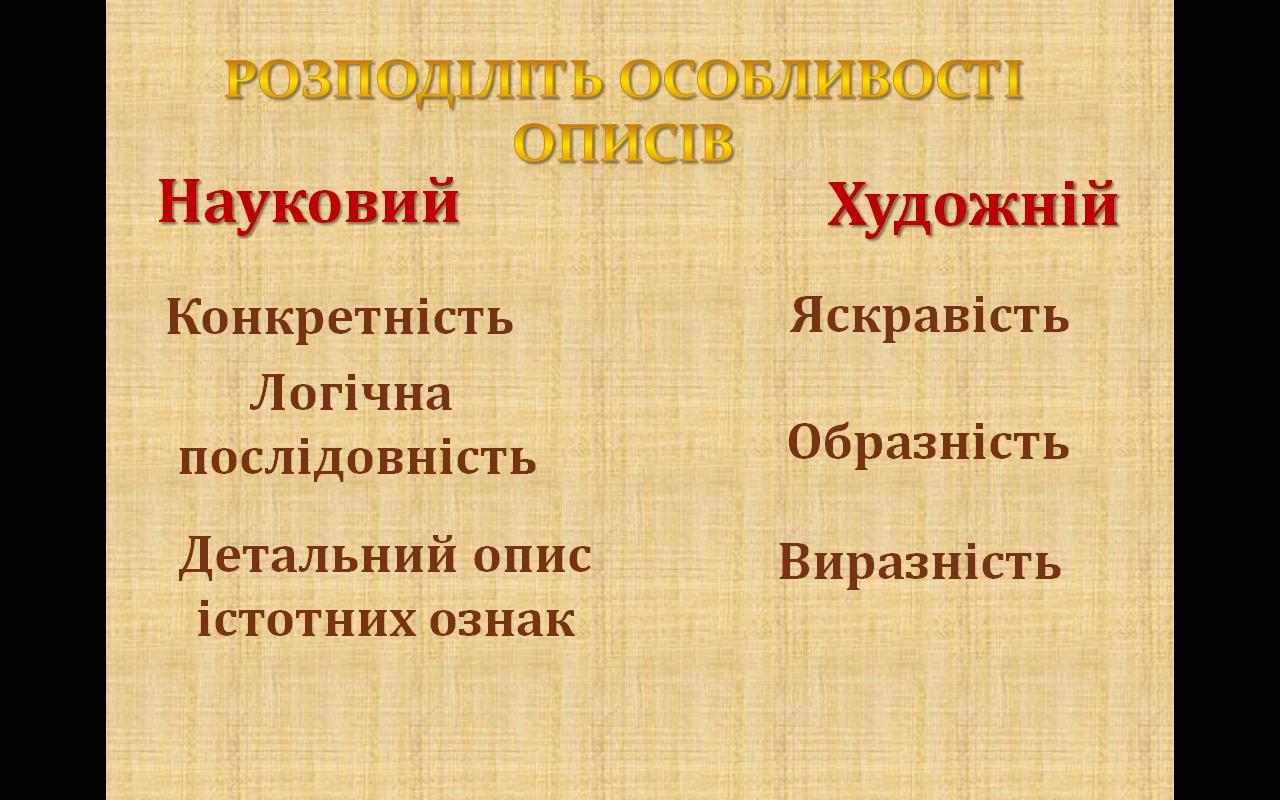 РОЗПОДІЛІТЬ ОСОБЛИВОСТІ
ОПИСІВ
Науковий
Конкретність
Логічна
послідовність
Детальний опис
істотних ознак
Художній
Яскравість
Образність
Виразність